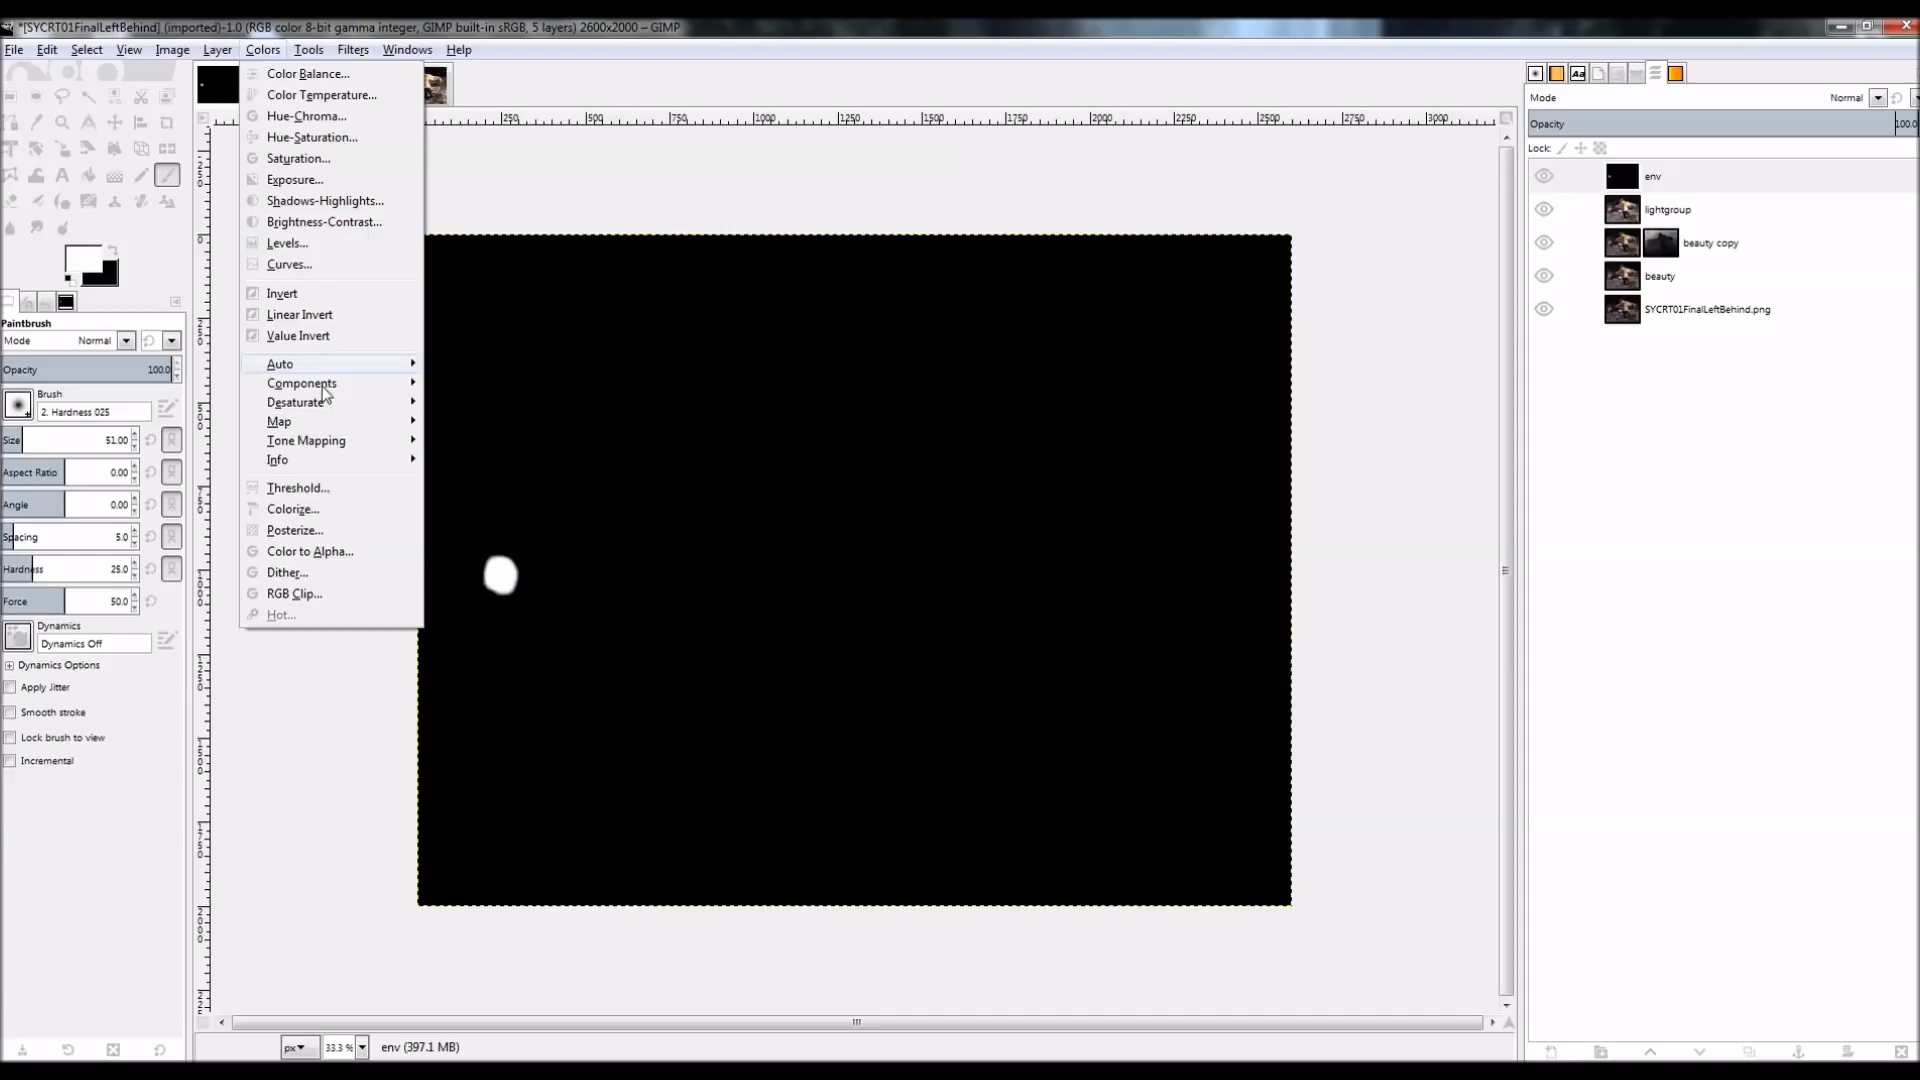 *[SYCRT01FinalLeftBehind] (imported)-1.0 (RGB color 8-bit gamma integer, GIMP built-in sRGB, 5 layers) 2600x2000 – GIMP
File Edit Select View Image Layer Colors Tools Filters Windows Help
Color Balance...
Color Temperature...
Hue-Chroma...
Hue-Saturation...
Saturation...
Exposure...
Shadows-Highlights...
Brightness-Contrast...
Levels...
Curves...
Invert
Linear Invert
Value Invert
Auto
Components
Desaturate
Map
Tone Mapping
Info
Threshold...
Colorize...
Posterize...
Color to Alpha...
Dither...
RGB Clip...
Hot...
Paintbrush
Mode Normal
Opacity 100.0
Brush
2. Hardness 025
Size 51.00
Aspect Ratio 0.00
Angle 0.00
Spacing 5.0
Hardness 25.0
Force 50.0
Dynamics
Dynamics Off
Dynamics Options
Apply Jitter
Smooth stroke
Lock brush to view
Incremental
250 500 750 1000 1250 1500 1750 2000 2250 2500 2750 3000
px 33.3 % env (397.1 MB)
Aa
Mode Normal
Opacity 100.0
Lock:
env
lightgroup
beauty copy
beauty
SYCRT01FinalLeftBehind.png